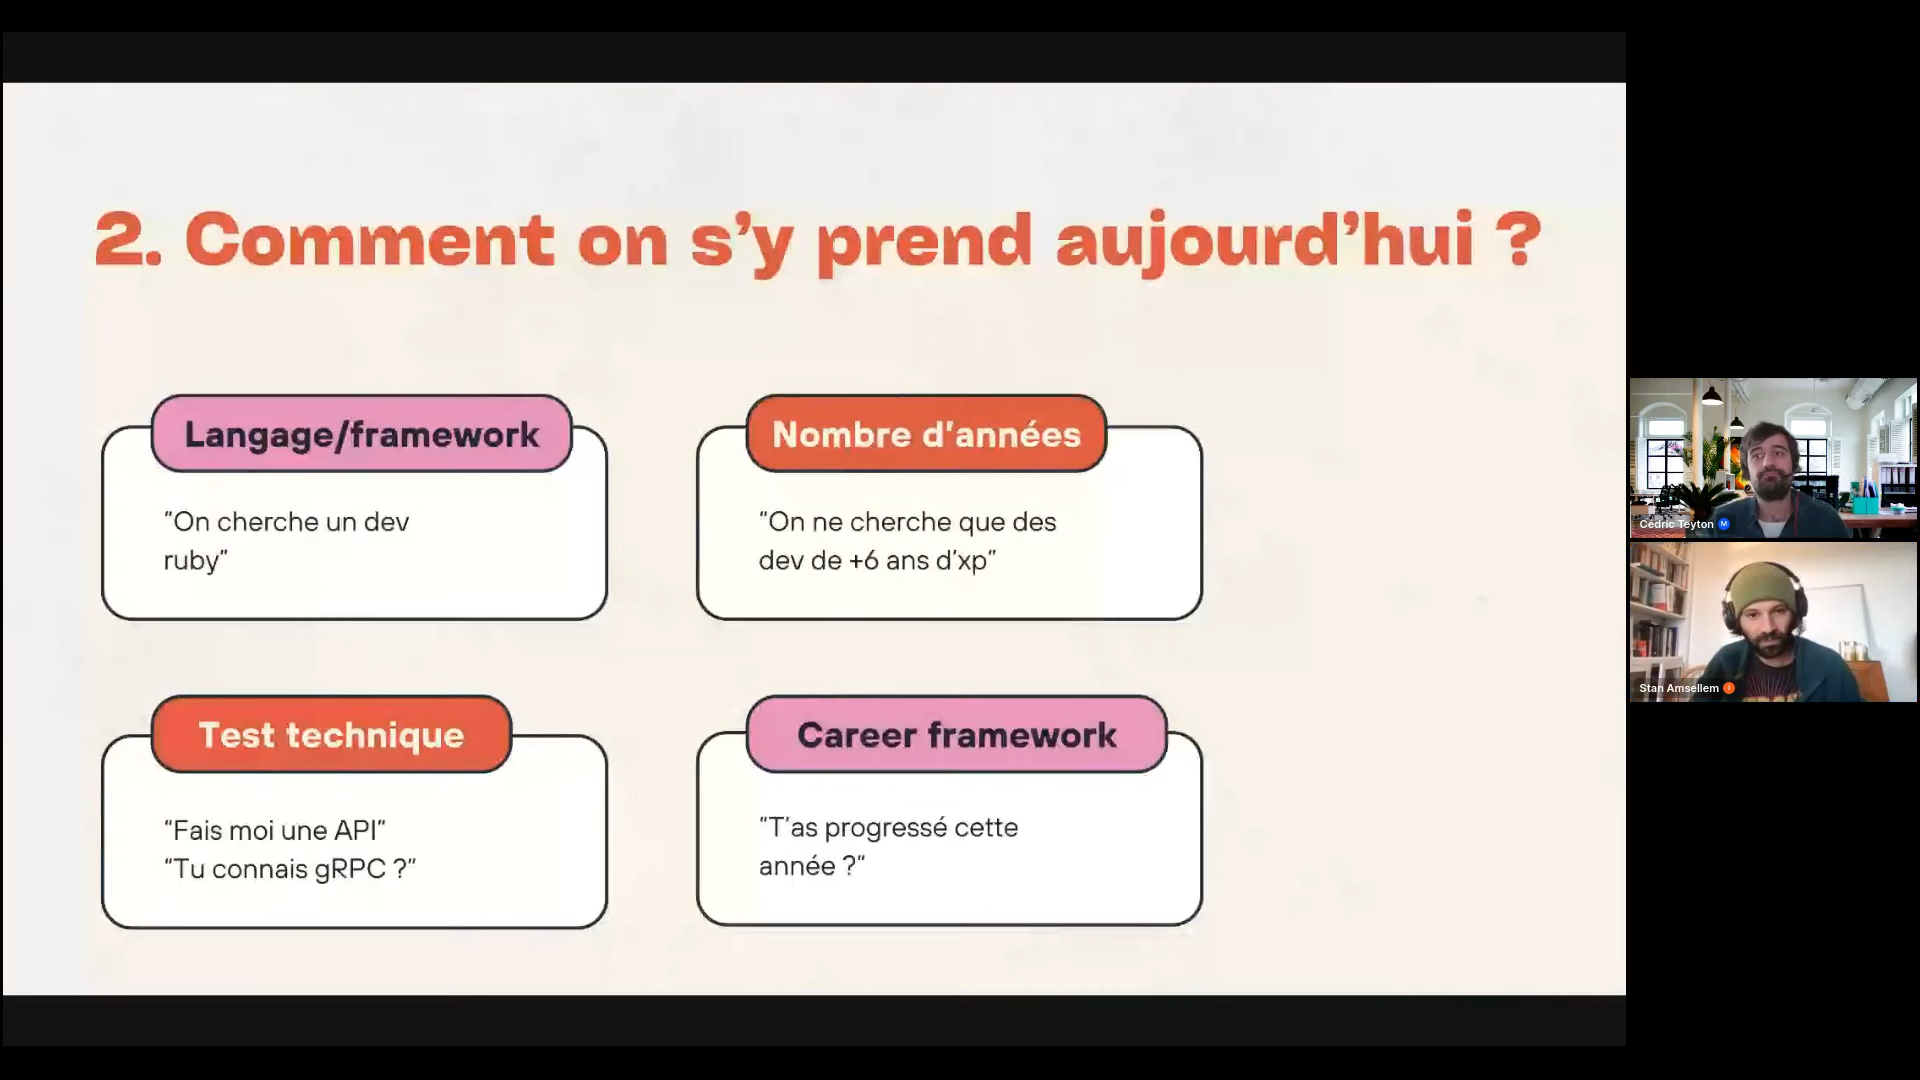 2. Comment on s’y prend aujourd’hui ?
Langage/framework
“On cherche un dev
ruby”
Nombre d’années
“On ne cherche que des
dev de +6 ans d’xp”
Test technique
“Fais moi une API”
“Tu connais gRPC ?”
Career framework
“T’as progressé cette
année ?”
Cédric Teyton M
Stan Amsellem